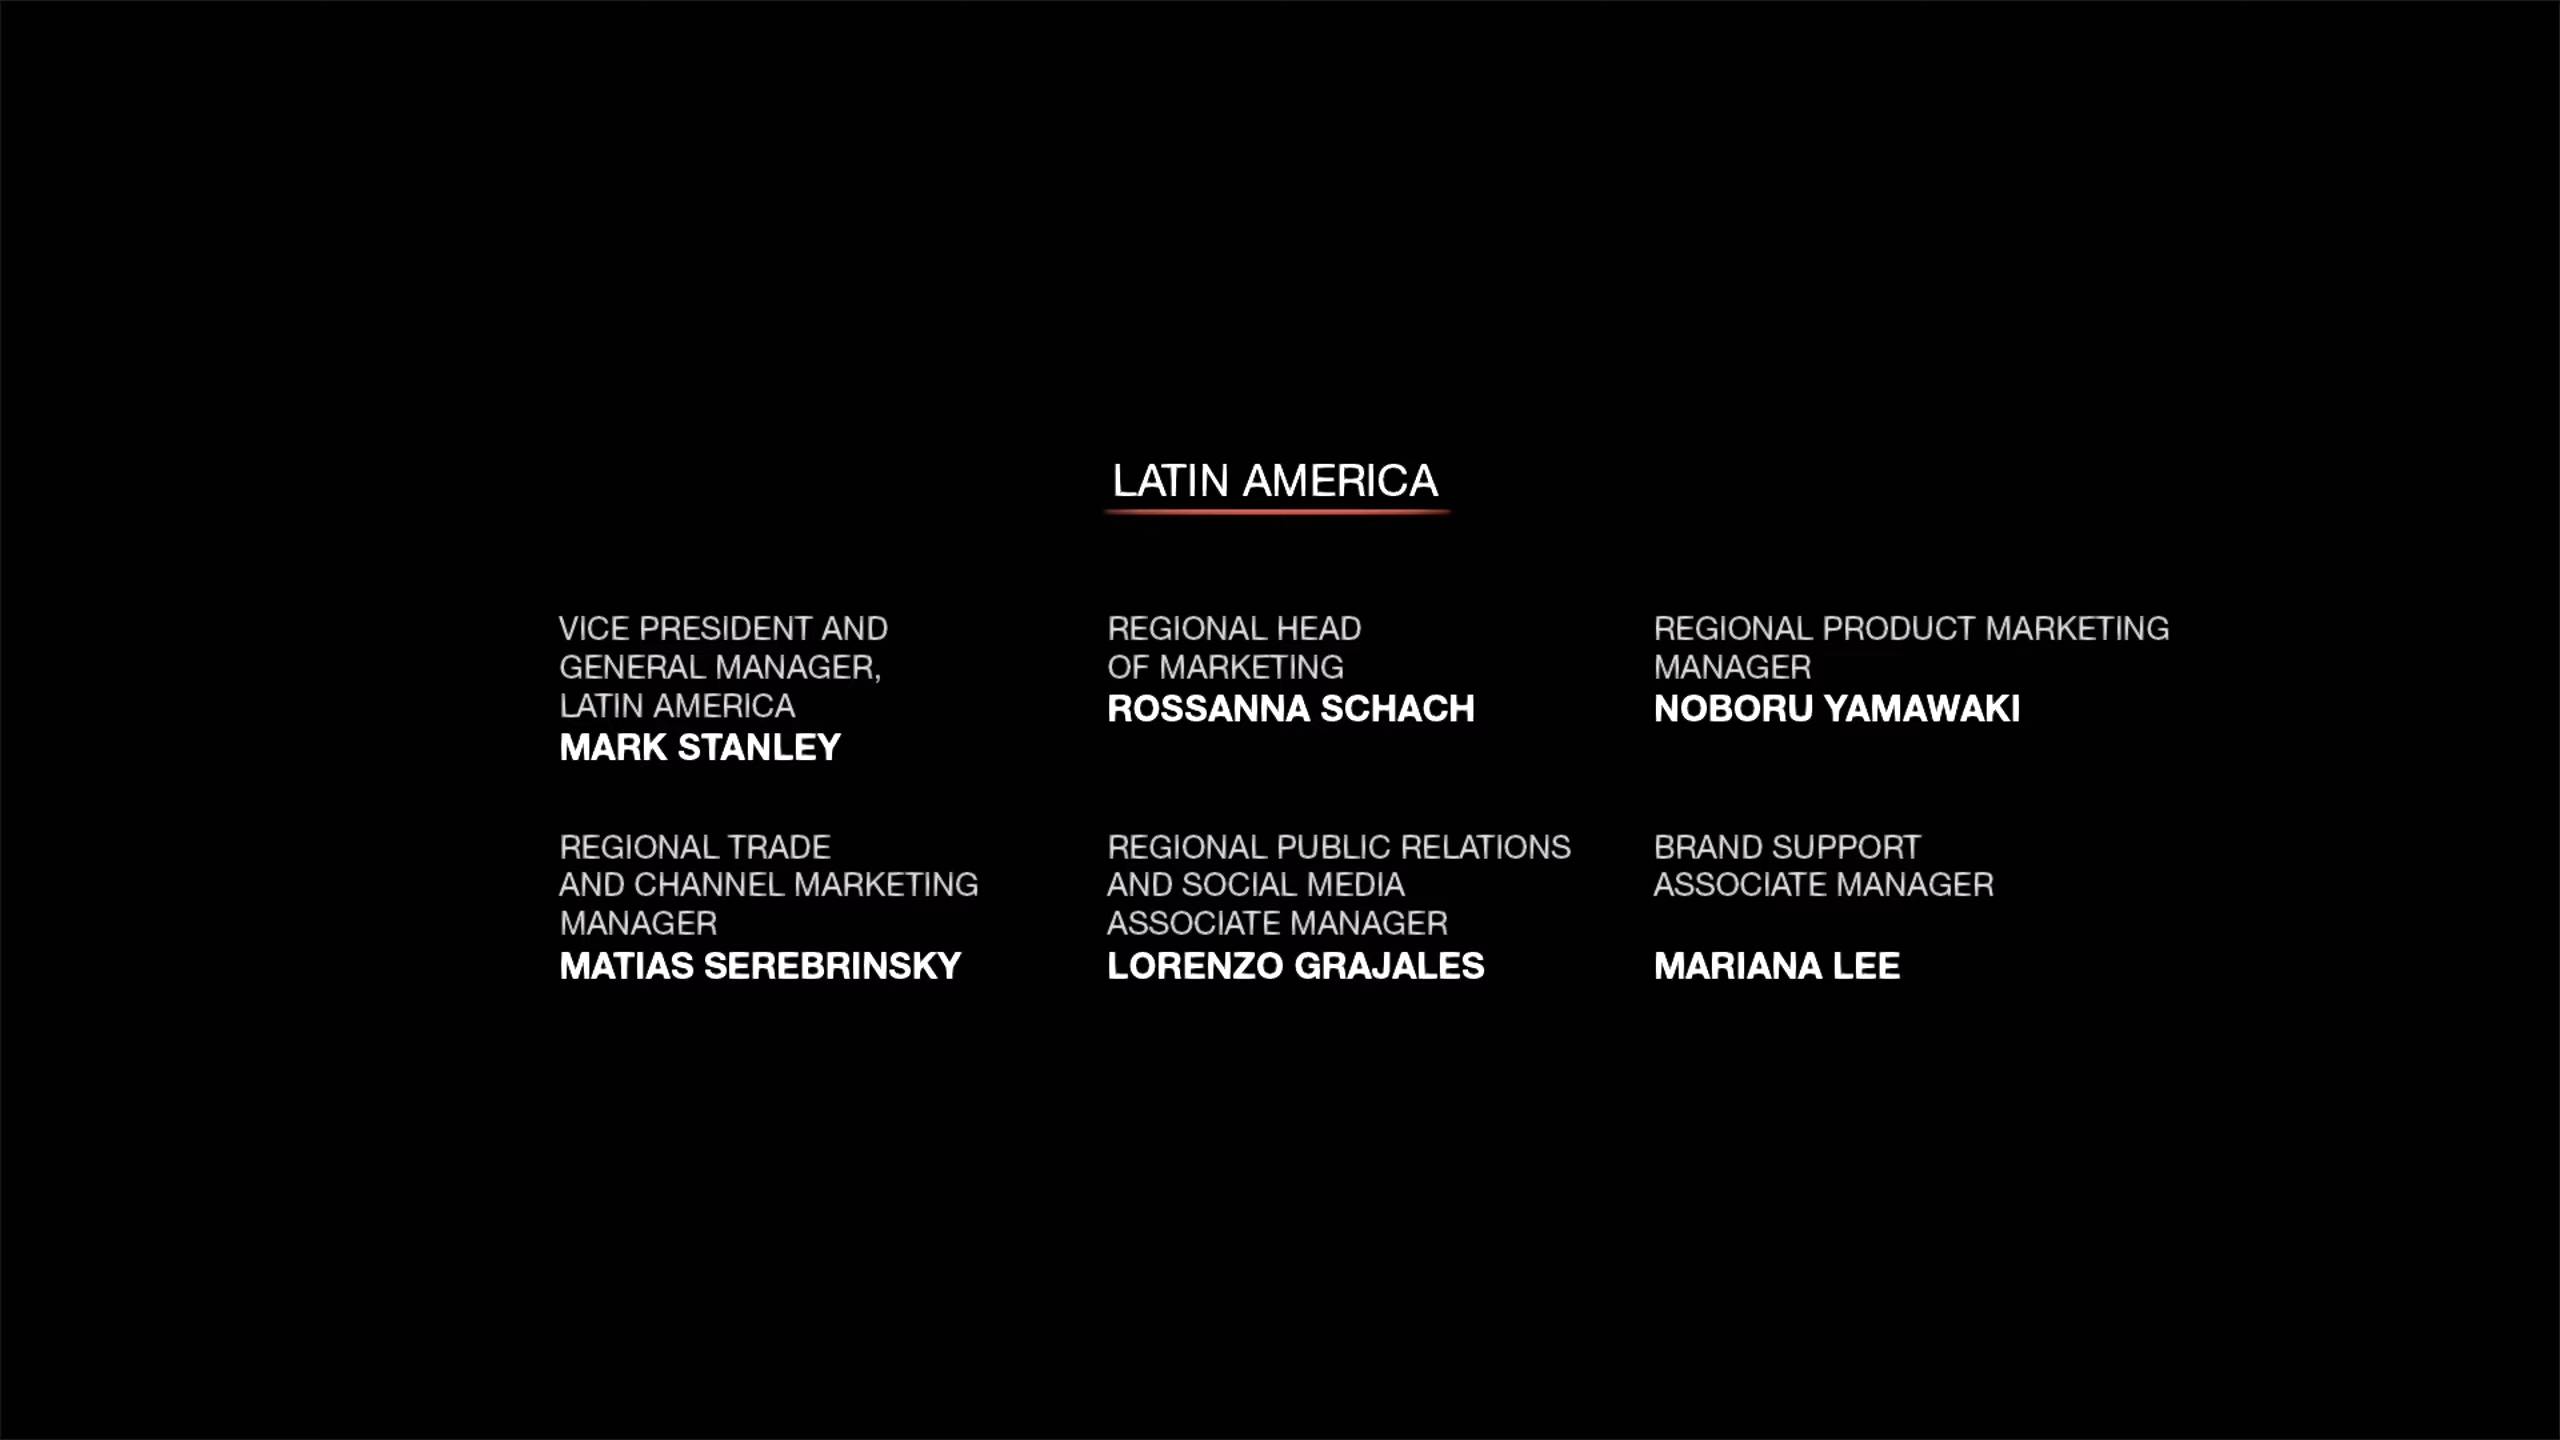 LATIN AMERICA
VICE PRESIDENT AND
GENERAL MANAGER,
LATIN AMERICA
MARK STANLEY
REGIONAL HEAD
OF MARKETING
ROSSANNA SCHACH
REGIONAL PRODUCT MARKETING
MANAGER
NOBORU YAMAWAKI
REGIONAL TRADE
AND CHANNEL MARKETING
MANAGER
MATIAS SEREBRINSKY
REGIONAL PUBLIC RELATIONS
AND SOCIAL MEDIA
ASSOCIATE MANAGER
LORENZO GRAJALES
BRAND SUPPORT
ASSOCIATE MANAGER
MARIANA LEE